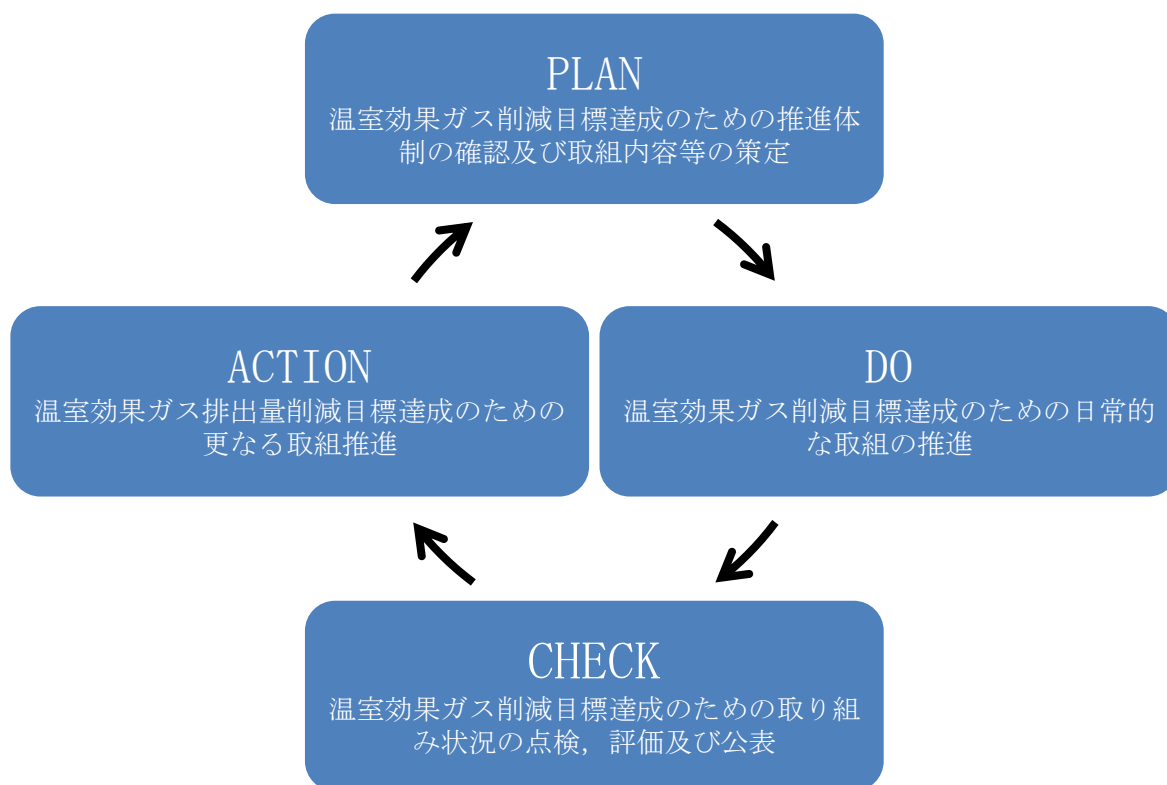 PLAN
温室効果ガス削減目標達成のための推進体
制の確認及び取組内容等の策定
ACTION
温室効果ガス排出量削減目標達成のための
更なる取組推進
DO
温室効果ガス削減目標達成のための日常的
な取組の推進
CHECK
温室効果ガス削減目標達成のための取り組
み状況の点検，評価及び公表